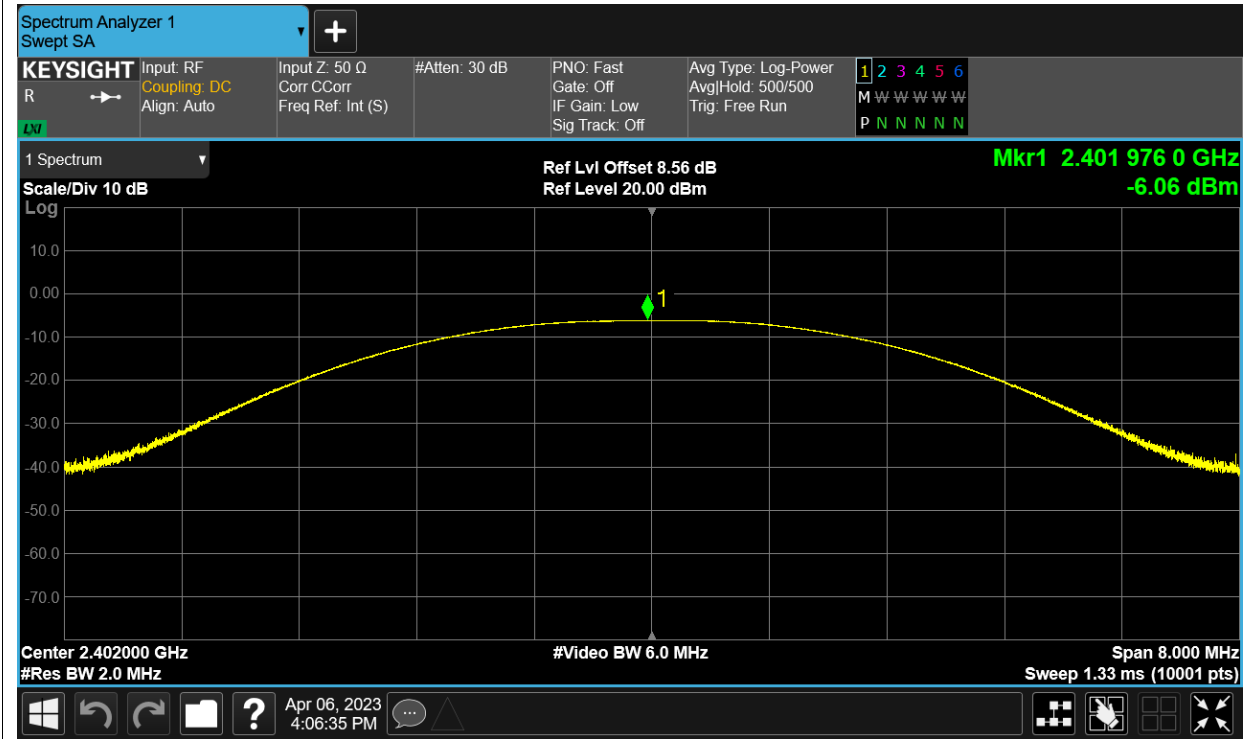 Spectrum Analyzer 1
Swept SA
KEYSIGHT
R
LXI
Input: RF
Coupling: DC
Align: Auto
Input Z: 50 Ω
Corr CCorr
Freq Ref: Int (S)
#Atten: 30 dB
PNO: Fast
Gate: Off
IF Gain: Low
Sig Track: Off
Avg Type: Log-Power
Avg|Hold: 500/500
Trig: Free Run
1 2 3 4 5 6
M W W W W W
P N N N N N
1 Spectrum
Scale/Div 10 dB
Ref Lvl Offset 8.56 dB
Ref Level 20.00 dBm
Mkr1 2.401 976 0 GHz
-6.06 dBm
Log
10.0
0.00
1
-10.0
-20.0
-30.0
-40.0
-50.0
-60.0
-70.0
Center 2.402000 GHz
#Res BW 2.0 MHz
#Video BW 6.0 MHz
Span 8.000 MHz
Sweep 1.33 ms (10001 pts)
?
Apr 06, 2023
4:06:35 PM